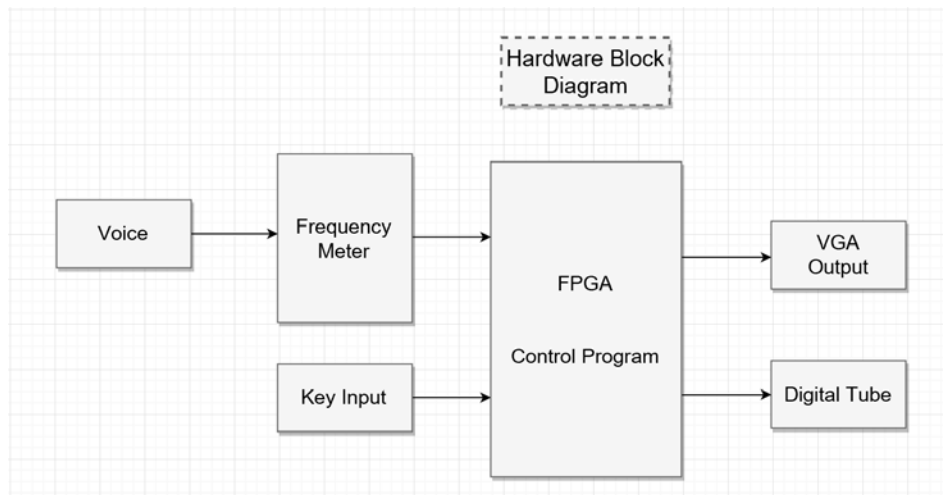 Hardware Block
Diagram
Voice
Frequency
Meter
Key Input
FPGA
Control Program
VGA
Output
Digital Tube